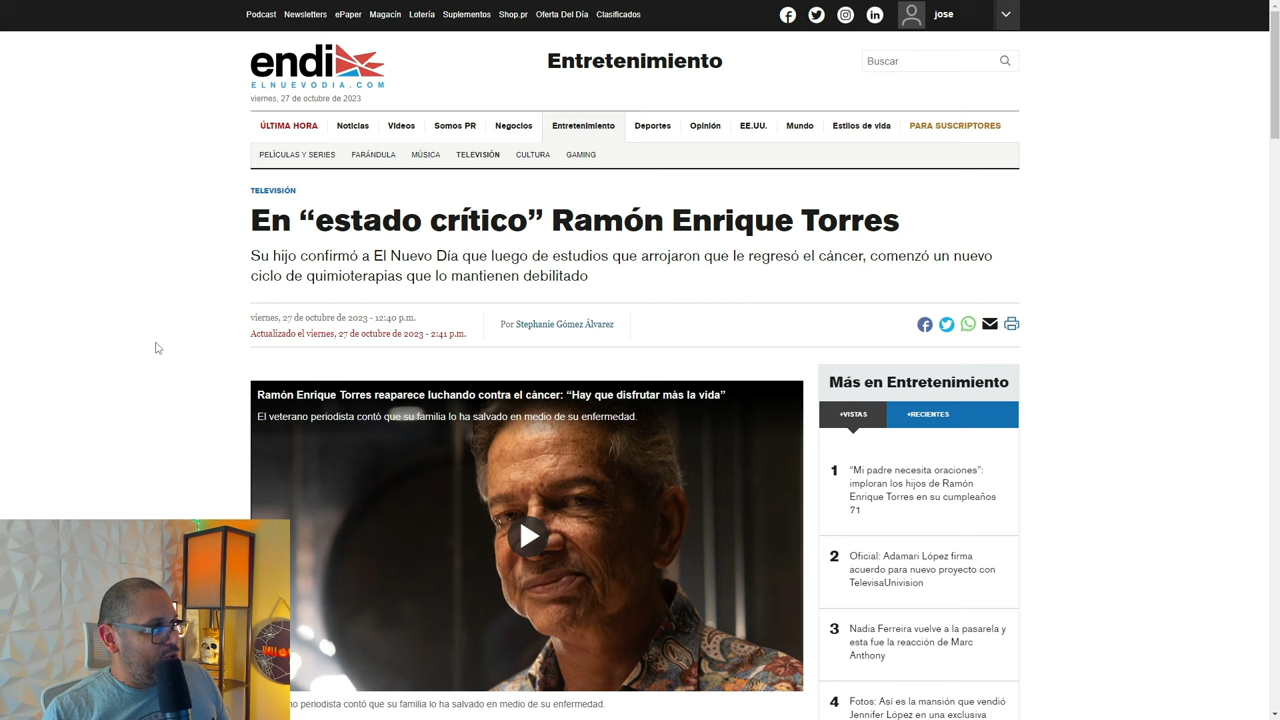 Podcast Newsletters ePaper Magacín Lotería Suplementos Shop.pr Oferta Del Día Clasificados jose
endi
ELNUEVODIA.COM
viernes, 27 de octubre de 2023
Entretenimiento
Buscar
ÚLTIMA HORA Noticias Videos Somos PR Negocios Entretenimiento Deportes Opinión EE.UU. Mundo Estilos de vida PARA SUSCRIPTORES
PELÍCULAS Y SERIES FARÁNDULA MÚSICA TELEVISIÓN CULTURA GAMING
TELEVISIÓN
En “estado crítico” Ramón Enrique Torres
Su hijo confirmó a El Nuevo Día que luego de estudios que arrojaron que le regresó el cáncer, comenzó un nuevo
ciclo de quimioterapias que lo mantienen debilitado
viernes, 27 de octubre de 2023 - 12:40 p.m.
Actualizado el viernes, 27 de octubre de 2023 - 2:41 p.m.
Por Stephanie Gómez Álvarez
Ramón Enrique Torres reaparece luchando contra el cáncer: “Hay que disfrutar más la vida”
El veterano periodista contó que su familia lo ha salvado en medio de su enfermedad.
ano periodista contó que su familia lo ha salvado en medio de su enfermedad.
Más en Entretenimiento
+VISTAS +RECIENTES
1 “Mi padre necesita oraciones”:
imploran los hijos de Ramón
Enrique Torres en su cumpleaños
71
2 Oficial: Adamari López firma
acuerdo para nuevo proyecto con
TelevisaUnivision
3 Nadia Ferreira vuelve a la pasarela y
esta fue la reacción de Marc
Anthony
4 Fotos: Así es la mansión que vendió
Jennifer López en una exclusiva